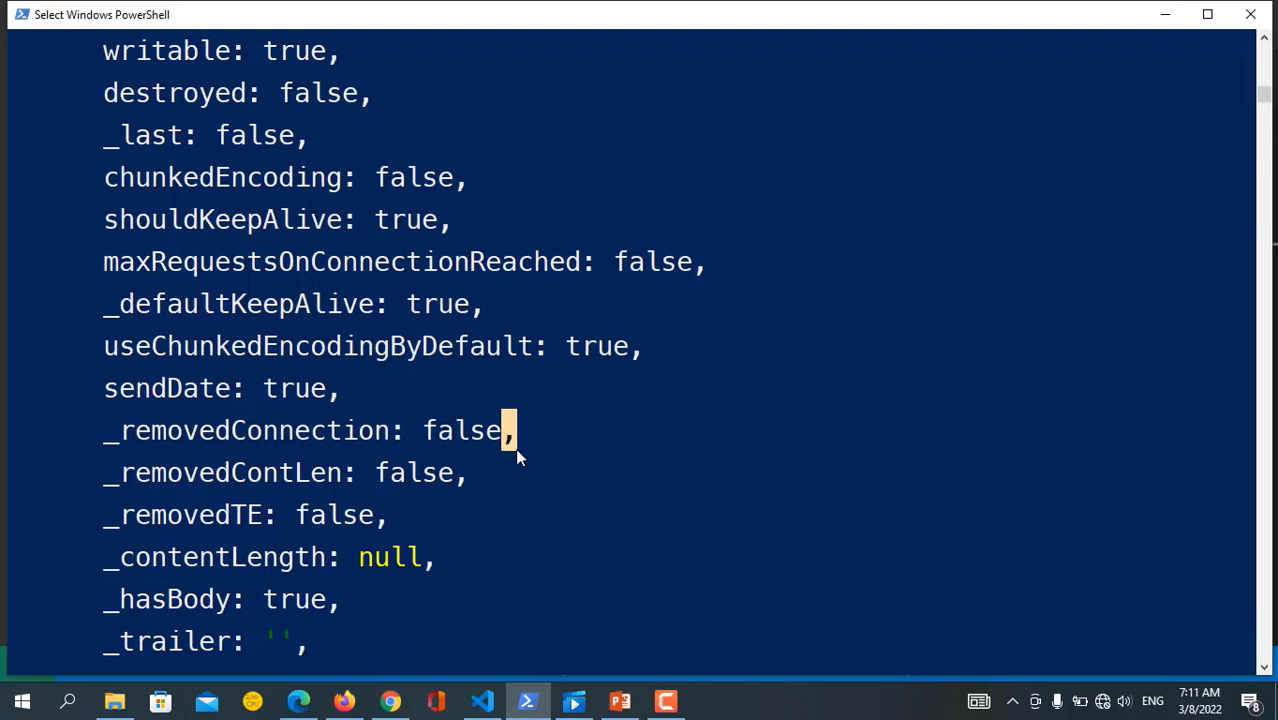 Select Windows PowerShell
writable: true,
destroyed: false,
_last: false,
chunkedEncoding: false,
shouldKeepAlive: true,
maxRequestsOnConnectionReached: false,
_defaultKeepAlive: true,
useChunkedEncodingByDefault: true,
sendDate: true,
_removedConnection: false,
_removedContLen: false,
_removedTE: false,
_contentLength: null,
_hasBody: true,
_trailer: '',
ENG
7:11 AM
3/8/2022
8